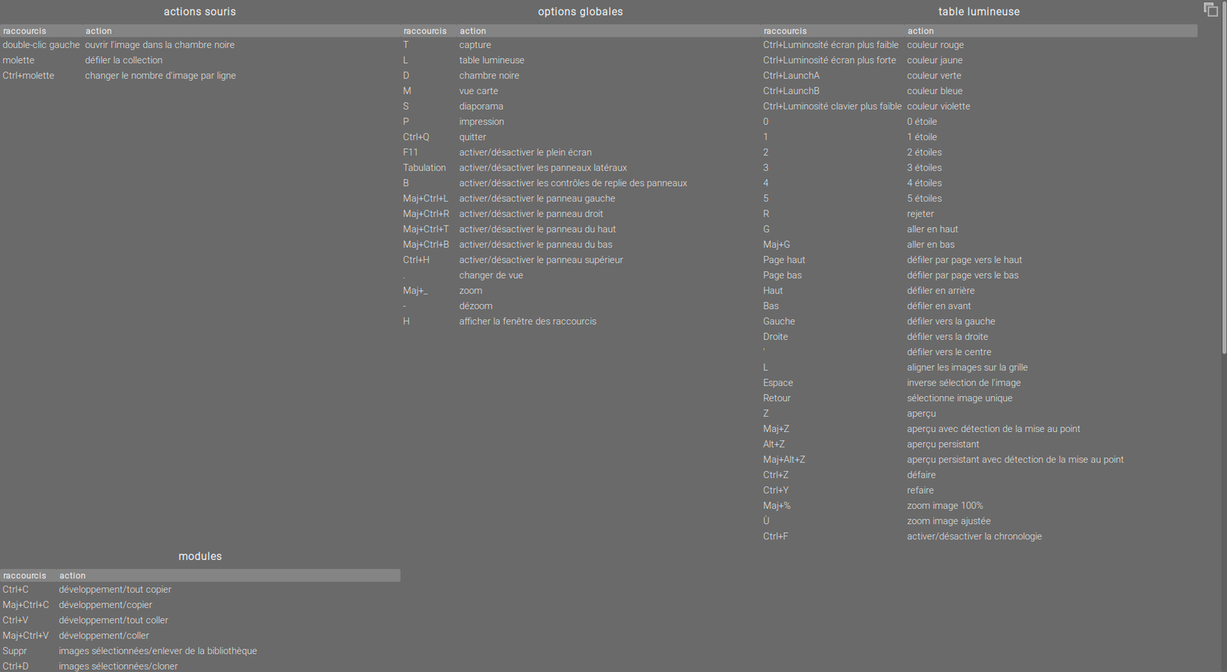 actions souris
raccourcis action
double-clic gauche ouvrir l'image dans la chambre noire
molette défiler la collection
Ctrl+molette changer le nombre d'image par ligne
options globales
raccourcis action
T capture
L table lumineuse
D chambre noire
M vue carte
S diaporama
P impression
Ctrl+Q quitter
F11 activer/désactiver le plein écran
Tabulation activer/désactiver les panneaux latéraux
B activer/désactiver les contrôles de replie des panneaux
Maj+Ctrl+L activer/désactiver le panneau gauche
Maj+Ctrl+R activer/désactiver le panneau droit
Maj+Ctrl+T activer/désactiver le panneau du haut
Maj+Ctrl+B activer/désactiver le panneau du bas
Ctrl+H activer/désactiver le panneau supérieur
. changer de vue
Maj+_ zoom
- dézoom
H afficher la fenêtre des raccourcis
table lumineuse
raccourcis action
Ctrl+Luminosité écran plus faible couleur rouge
Ctrl+Luminosité écran plus forte couleur jaune
Ctrl+LaunchA couleur verte
Ctrl+LaunchB couleur bleue
Ctrl+Luminosité clavier plus faible couleur violette
0 0 étoile
1 1 étoile
2 2 étoiles
3 3 étoiles
4 4 étoiles
5 5 étoiles
R rejeter
G aller en haut
Maj+G aller en bas
Page haut défiler par page vers le haut
Page bas défiler par page vers le bas
Haut défiler en arrière
Bas défiler en avant
Gauche défiler vers la gauche
Droite défiler vers la droite
' défiler vers le centre
L aligner les images sur la grille
Espace inverse sélection de l'image
Retour sélectionne image unique
Z aperçu
Maj+Z aperçu avec détection de la mise au point
Alt+Z aperçu persistant
Maj+Alt+Z aperçu persistant avec détection de la mise au point
Ctrl+Z défaire
Ctrl+Y refaire
Maj+% zoom image 100%
Ù zoom image ajustée
Ctrl+F activer/désactiver la chronologie
modules
raccourcis action
Ctrl+C développement/tout copier
Maj+Ctrl+C développement/copier
Ctrl+V développement/tout coller
Maj+Ctrl+V développement/coller
Suppr images sélectionnées/enlever de la bibliothèque
Ctrl+D images sélectionnées/cloner